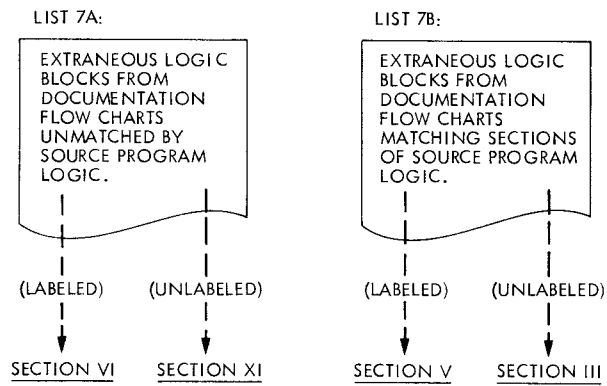 LIST 7A:
EXTRANEOUS LOGIC
BLOCKS FROM
DOCUMENTATION
FLOW CHARTS
UNMATCHED BY
SOURCE PROGRAM
LOGIC.
(LABELED)
(UNLABELED)
SECTION VI
SECTION XI
LIST 7B:
EXTRANEOUS LOGIC
BLOCKS FROM
DOCUMENTATION
FLOW CHARTS
MATCHING SECTIONS
OF SOURCE PROGRAM
LOGIC.
(LABELED)
(UNLABELED)
SECTION V
SECTION III